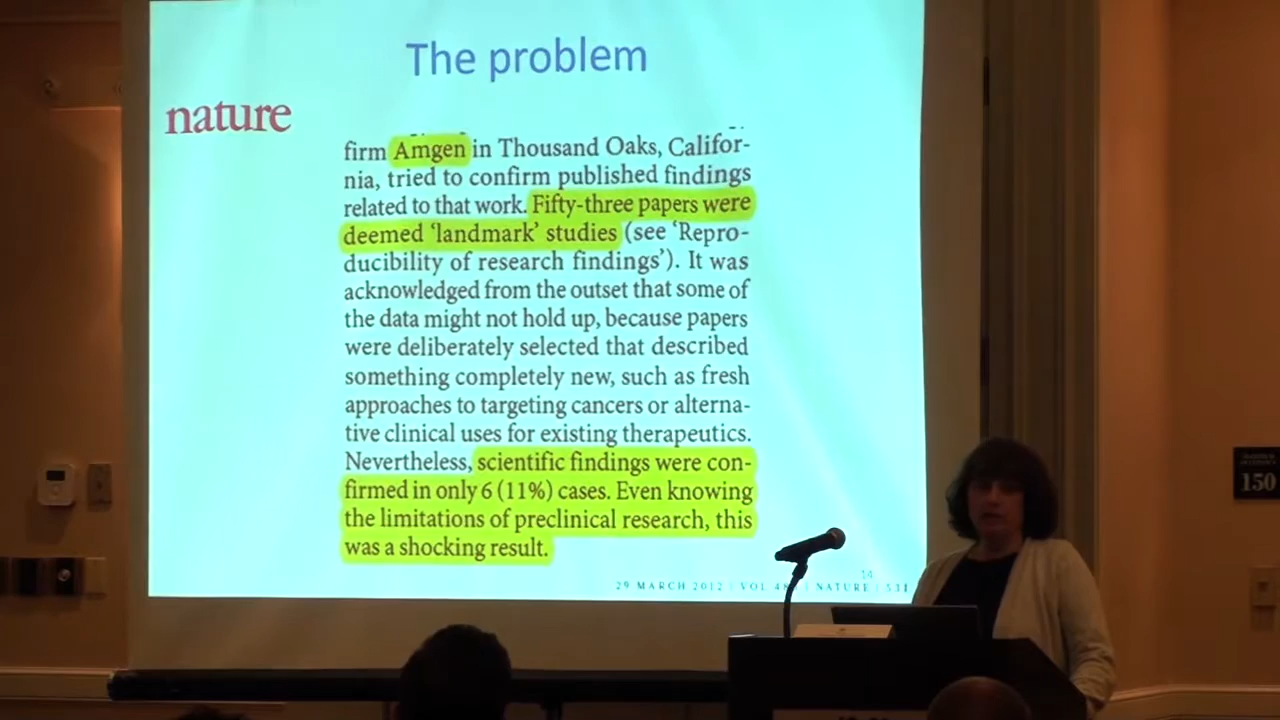 The problem
nature
firm Amgen in Thousand Oaks, Califor-
nia, tried to confirm published findings
related to that work. Fifty-three papers were
deemed ‘landmark’ studies (see ‘Repro-
ducibility of research findings’). It was
acknowledged from the outset that some of
the data might not hold up, because papers
were deliberately selected that described
something completely new, such as fresh
approaches to targeting cancers or alterna-
tive clinical uses for existing therapeutics.
Nevertheless, scientific findings were con-
firmed in only 6 (11%) cases. Even knowing
the limitations of preclinical research, this
was a shocking result.
29 MARCH 2012 | VOL | NATURE | 531
150